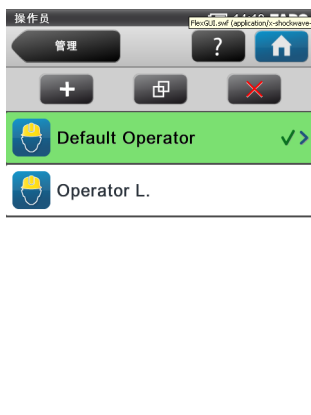 操作员
FlexGUI.swf (application/x-shockwave-
管理
?
Default Operator
Operator L.